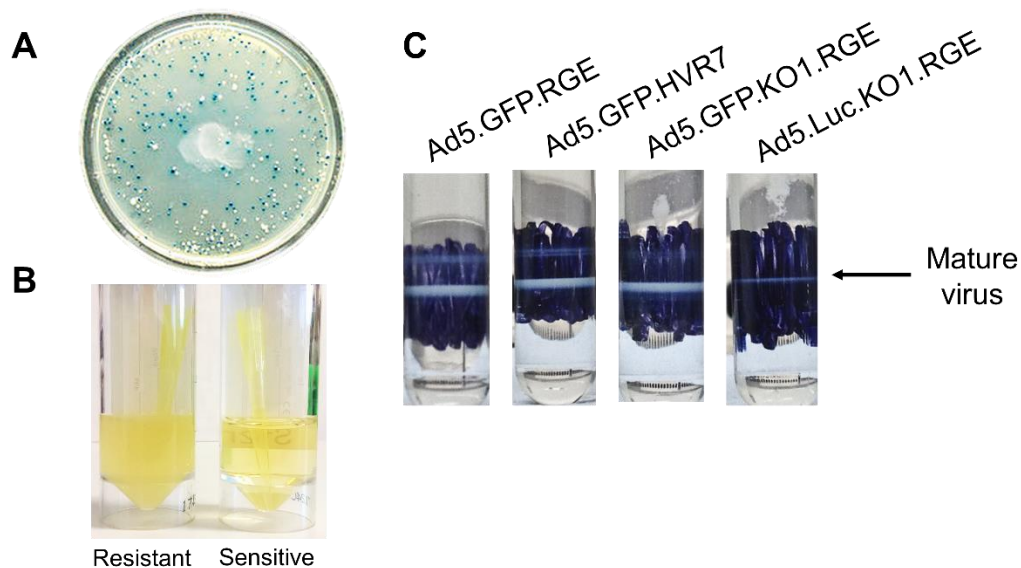 A
B
Resistant Sensitive
C
Ad5.GFP.RGE
Ad5.GFP.HVR7
Ad5.GFP.KO1.RGE
Ad5.Luc.KO1.RGE
Mature
virus